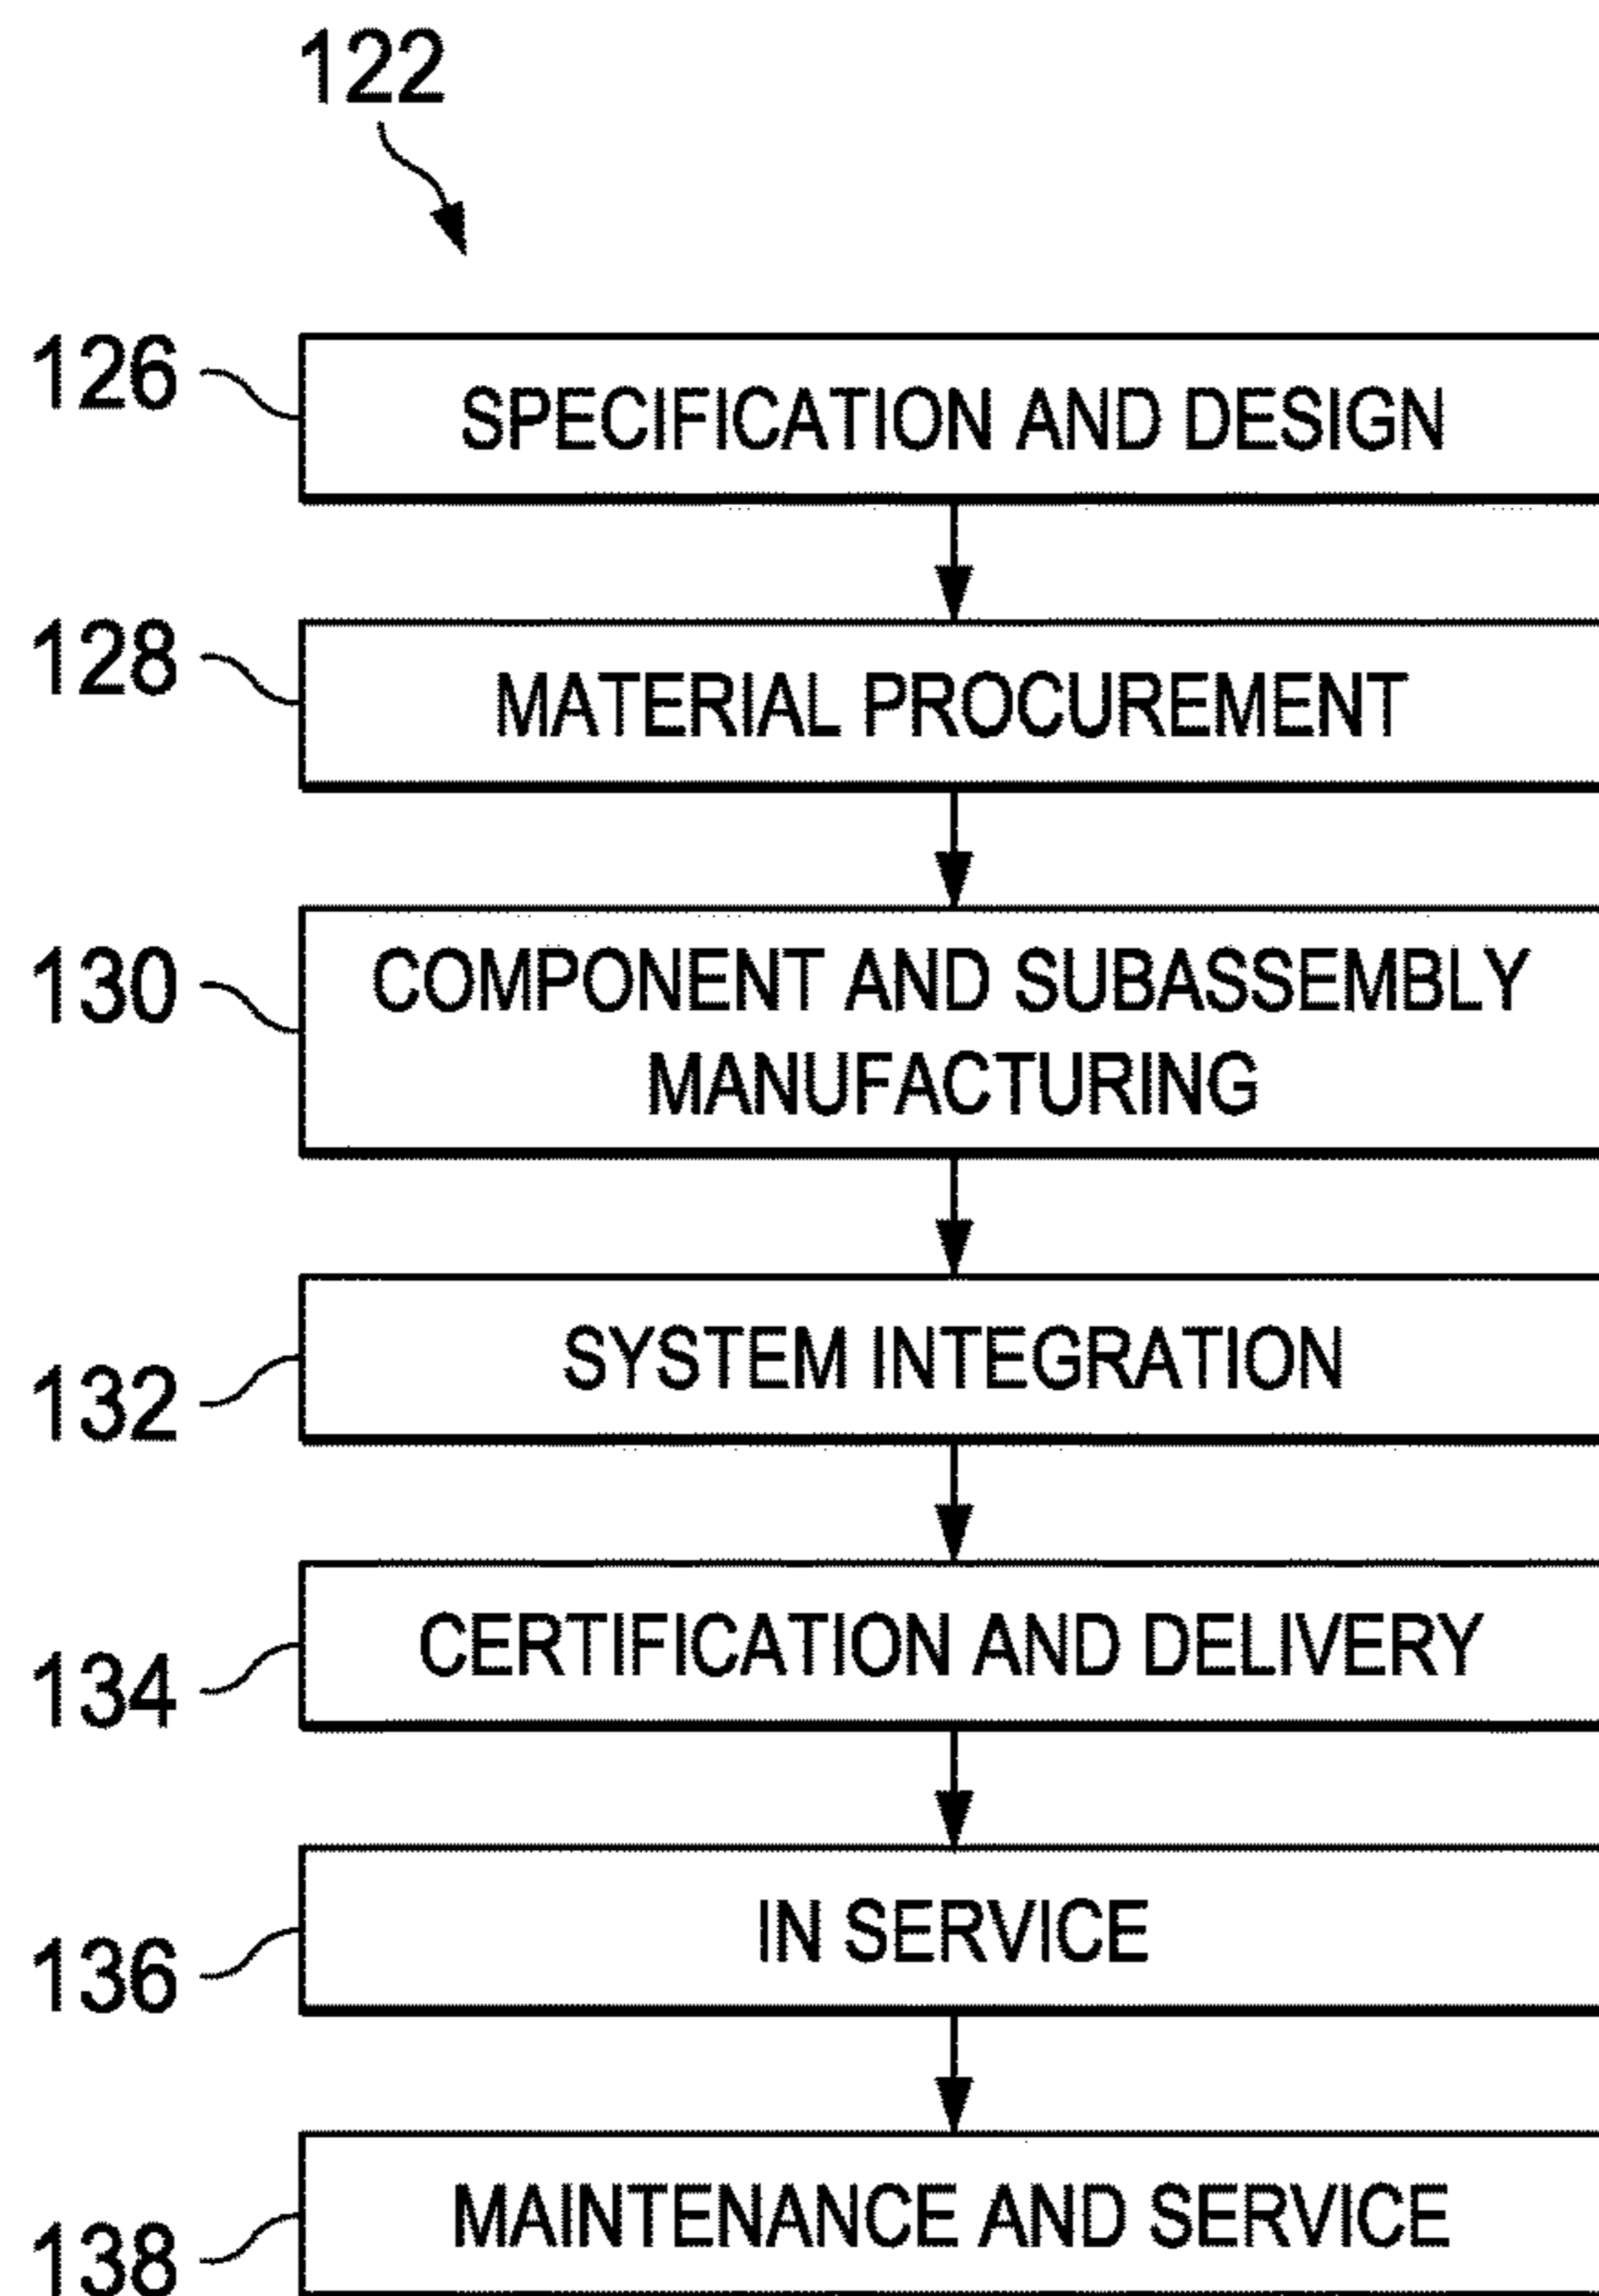 122
126
SPECIFICATION AND DESIGN
128
MATERIAL PROCUREMENT
130
COMPONENT AND SUBASSEMBLY
MANUFACTURING
132
SYSTEM INTEGRATION
134
CERTIFICATION AND DELIVERY
136
IN SERVICE
138
MAINTENANCE AND SERVICE